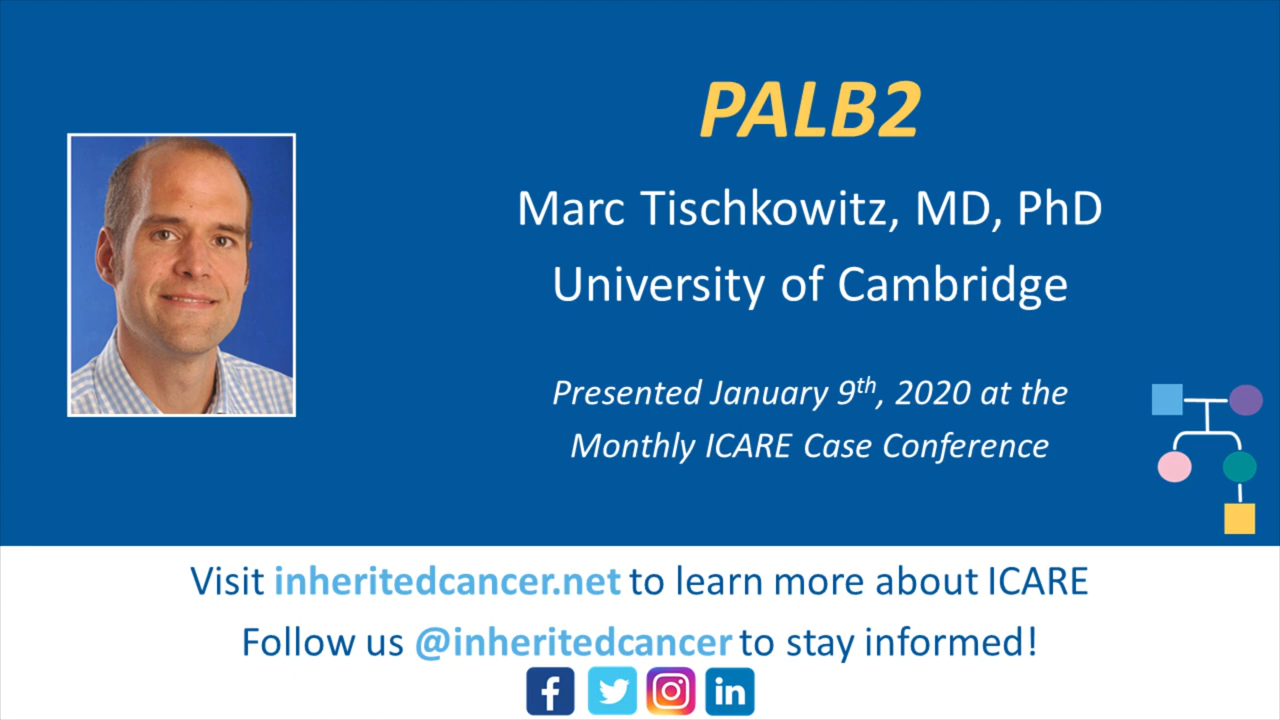 PALB2
Marc Tischkowitz, MD, PhD
University of Cambridge
Presented January 9th, 2020 at the
Monthly ICARE Case Conference
Visit inheritedcancer.net to learn more about ICARE
Follow us @inheritedcancer to stay informed!